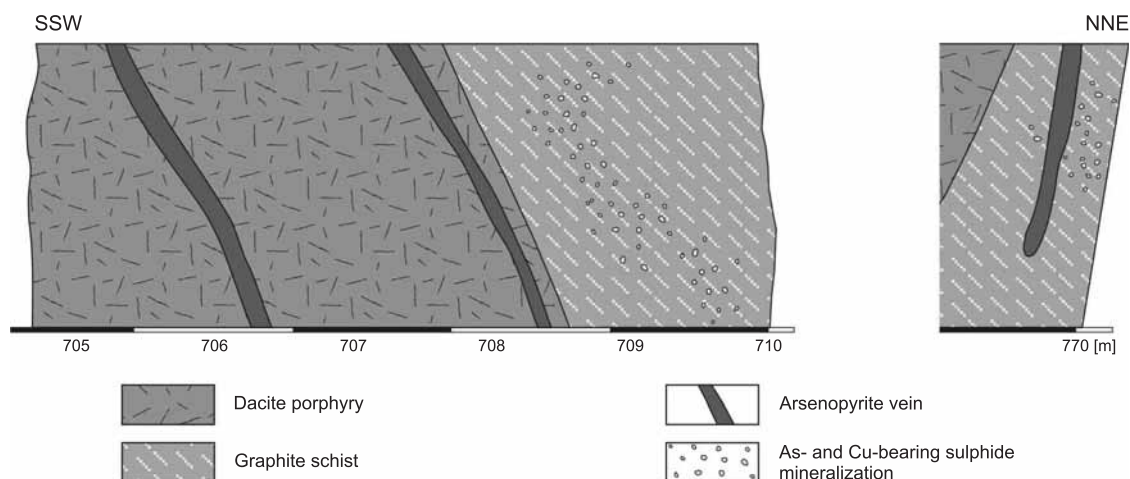 SSW
NNE
705 706 707 708 709 710 770 [m]
Dacite porphyry
Arsenopyrite vein
Graphite schist
As- and Cu-bearing sulphide
mineralization